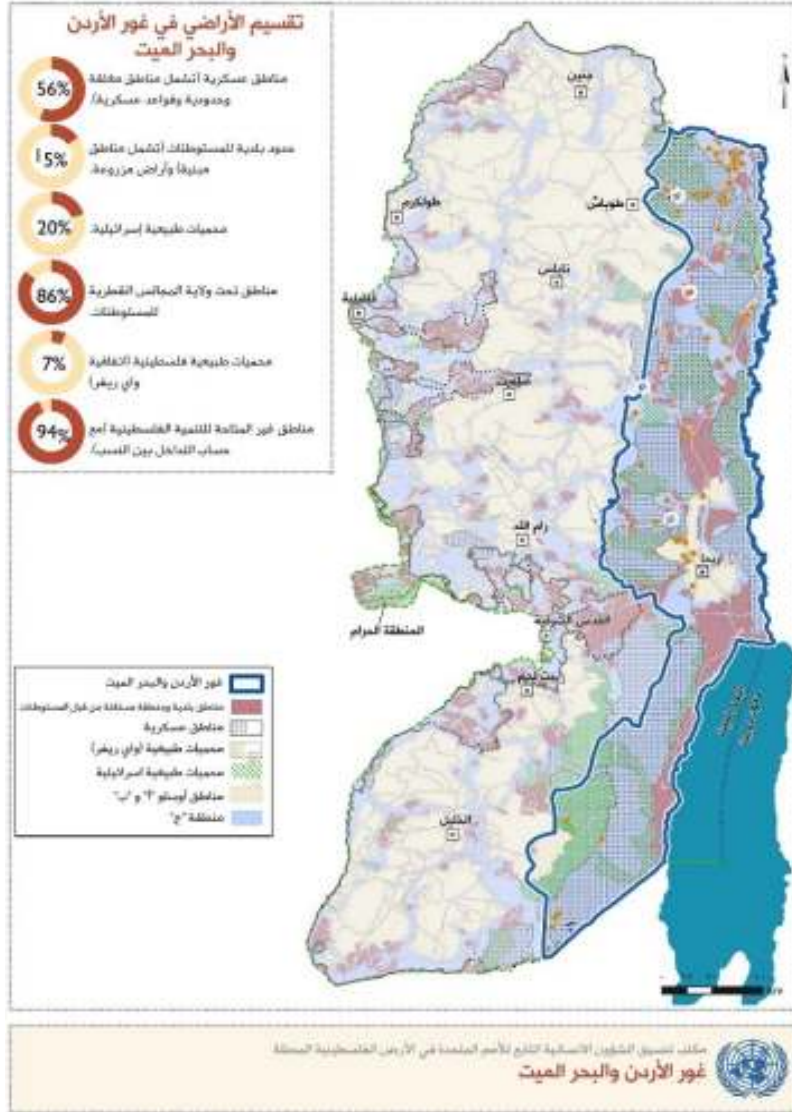 تقسيم الأراضي في غور الأردن
والبحر الميت
56%
مناطق عسكرية (تشمل مناطق مغلقة
وحدودية وقواعد عسكرية).
15%
حدود بلدية للمستوطنات (تشمل مناطق
مبنية) وأراض مزروعة.
20%
محميات طبيعية إسرائيلية.
86%
مناطق تحت ولاية المجالس القطرية
للمستوطنات.
7%
محميات طبيعية فلسطينية (اتفاقية
واي ريفر)
94%
مناطق غير المتاحة للتنمية الفلسطينية (مع
حساب التداخل بين النسب).
جنين
طوباس
طولكرم
نابلس
قلقيلية
سلفيت
رام الله
أريحا
القدس الشرقية
المنطقة الحرام
بيت لحم
الخليل
غور الأردن والبحر الميت
مناطق بلدية ومنطقة مستغلة من قبل المستوطنات
مناطق عسكرية
محميات طبيعية (واي ريفر)
محميات طبيعية إسرائيلية
مناطق أوسلو "أ" و "ب"
منطقة "ج"
مكتب تنسيق الشؤون الانسانية التابع للأمم المتحدة في الأرض الفلسطينية المحتلة
غور الأردن والبحر الميت